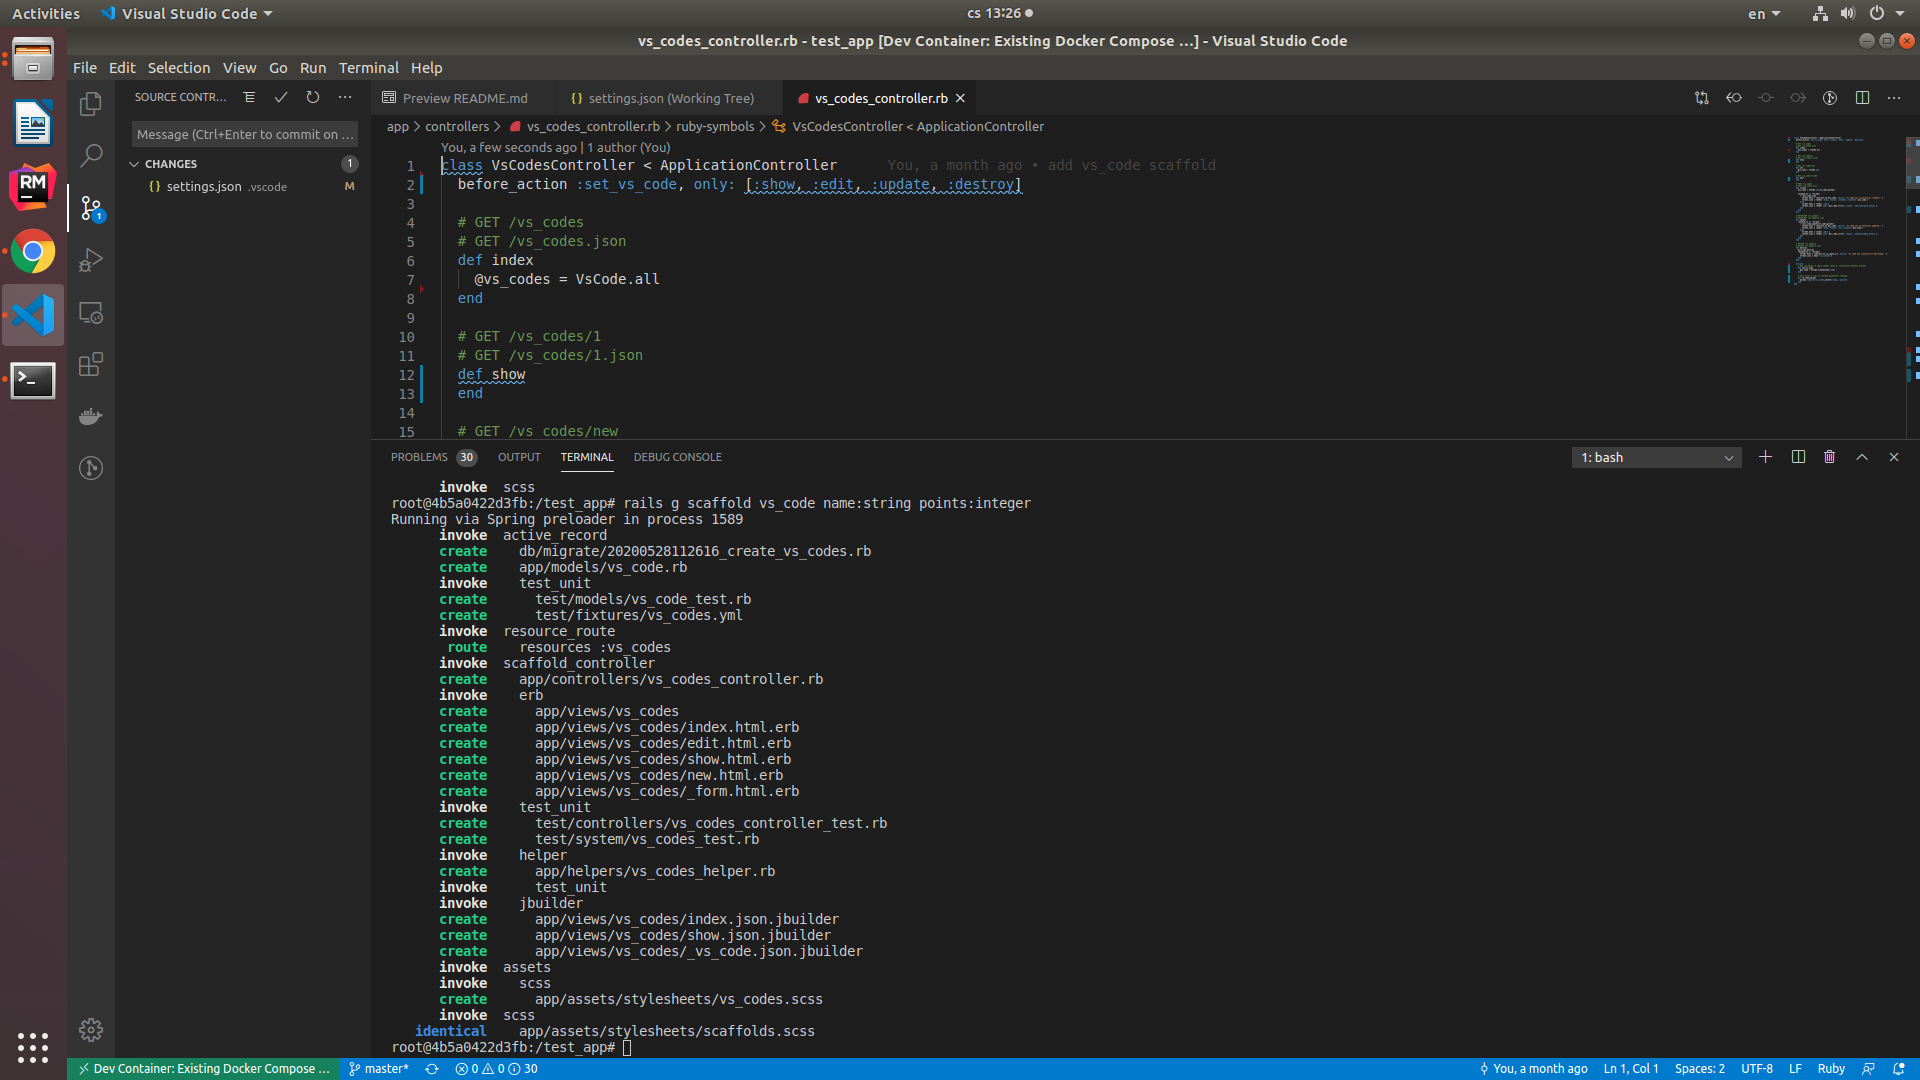 Activities
Visual Studio Code
cs 13:26
en
vs_codes_controller.rb - test_app [Dev Container: Existing Docker Compose ...] - Visual Studio Code
File Edit Selection View Go Run Terminal Help
SOURCE CONTR...
Preview README.md
{} settings.json (Working Tree)
vs_codes_controller.rb
Message (Ctrl+Enter to commit on ...
app > controllers > vs_codes_controller.rb > ruby-symbols > VsCodesController < ApplicationController
CHANGES 1
{} settings.json .vscode M
RM
1
You, a few seconds ago | 1 author (You)
1 class VsCodesController < ApplicationController You, a month ago • add vs_code scaffold
2 before_action :set_vs_code, only: [:show, :edit, :update, :destroy]
3
4 # GET /vs_codes
5 # GET /vs_codes.json
6 def index
7 @vs_codes = VsCode.all
8 end
9
10 # GET /vs_codes/1
11 # GET /vs_codes/1.json
12 def show
13 end
14
15 # GET /vs_codes/new
PROBLEMS 30 OUTPUT TERMINAL DEBUG CONSOLE
1: bash
invoke scss
root@4b5a0422d3fb:/test_app# rails g scaffold vs_code name:string points:integer
Running via Spring preloader in process 1589
invoke active_record
create db/migrate/20200528112616_create_vs_codes.rb
create app/models/vs_code.rb
invoke test_unit
create test/models/vs_code_test.rb
create test/fixtures/vs_codes.yml
invoke resource_route
route resources :vs_codes
invoke scaffold_controller
create app/controllers/vs_codes_controller.rb
invoke erb
create app/views/vs_codes
create app/views/vs_codes/index.html.erb
create app/views/vs_codes/edit.html.erb
create app/views/vs_codes/show.html.erb
create app/views/vs_codes/new.html.erb
create app/views/vs_codes/_form.html.erb
invoke test_unit
create test/controllers/vs_codes_controller_test.rb
create test/system/vs_codes_test.rb
invoke helper
create app/helpers/vs_codes_helper.rb
invoke test_unit
invoke jbuilder
create app/views/vs_codes/index.json.jbuilder
create app/views/vs_codes/show.json.jbuilder
create app/views/vs_codes/_vs_code.json.jbuilder
invoke assets
invoke scss
create app/assets/stylesheets/vs_codes.scss
invoke scss
identical app/assets/stylesheets/scaffolds.scss
root@4b5a0422d3fb:/test_app#
Dev Container: Existing Docker Compose ...
master*
0 0 30
You, a month ago
Ln 1, Col 1
Spaces: 2
UTF-8
LF
Ruby